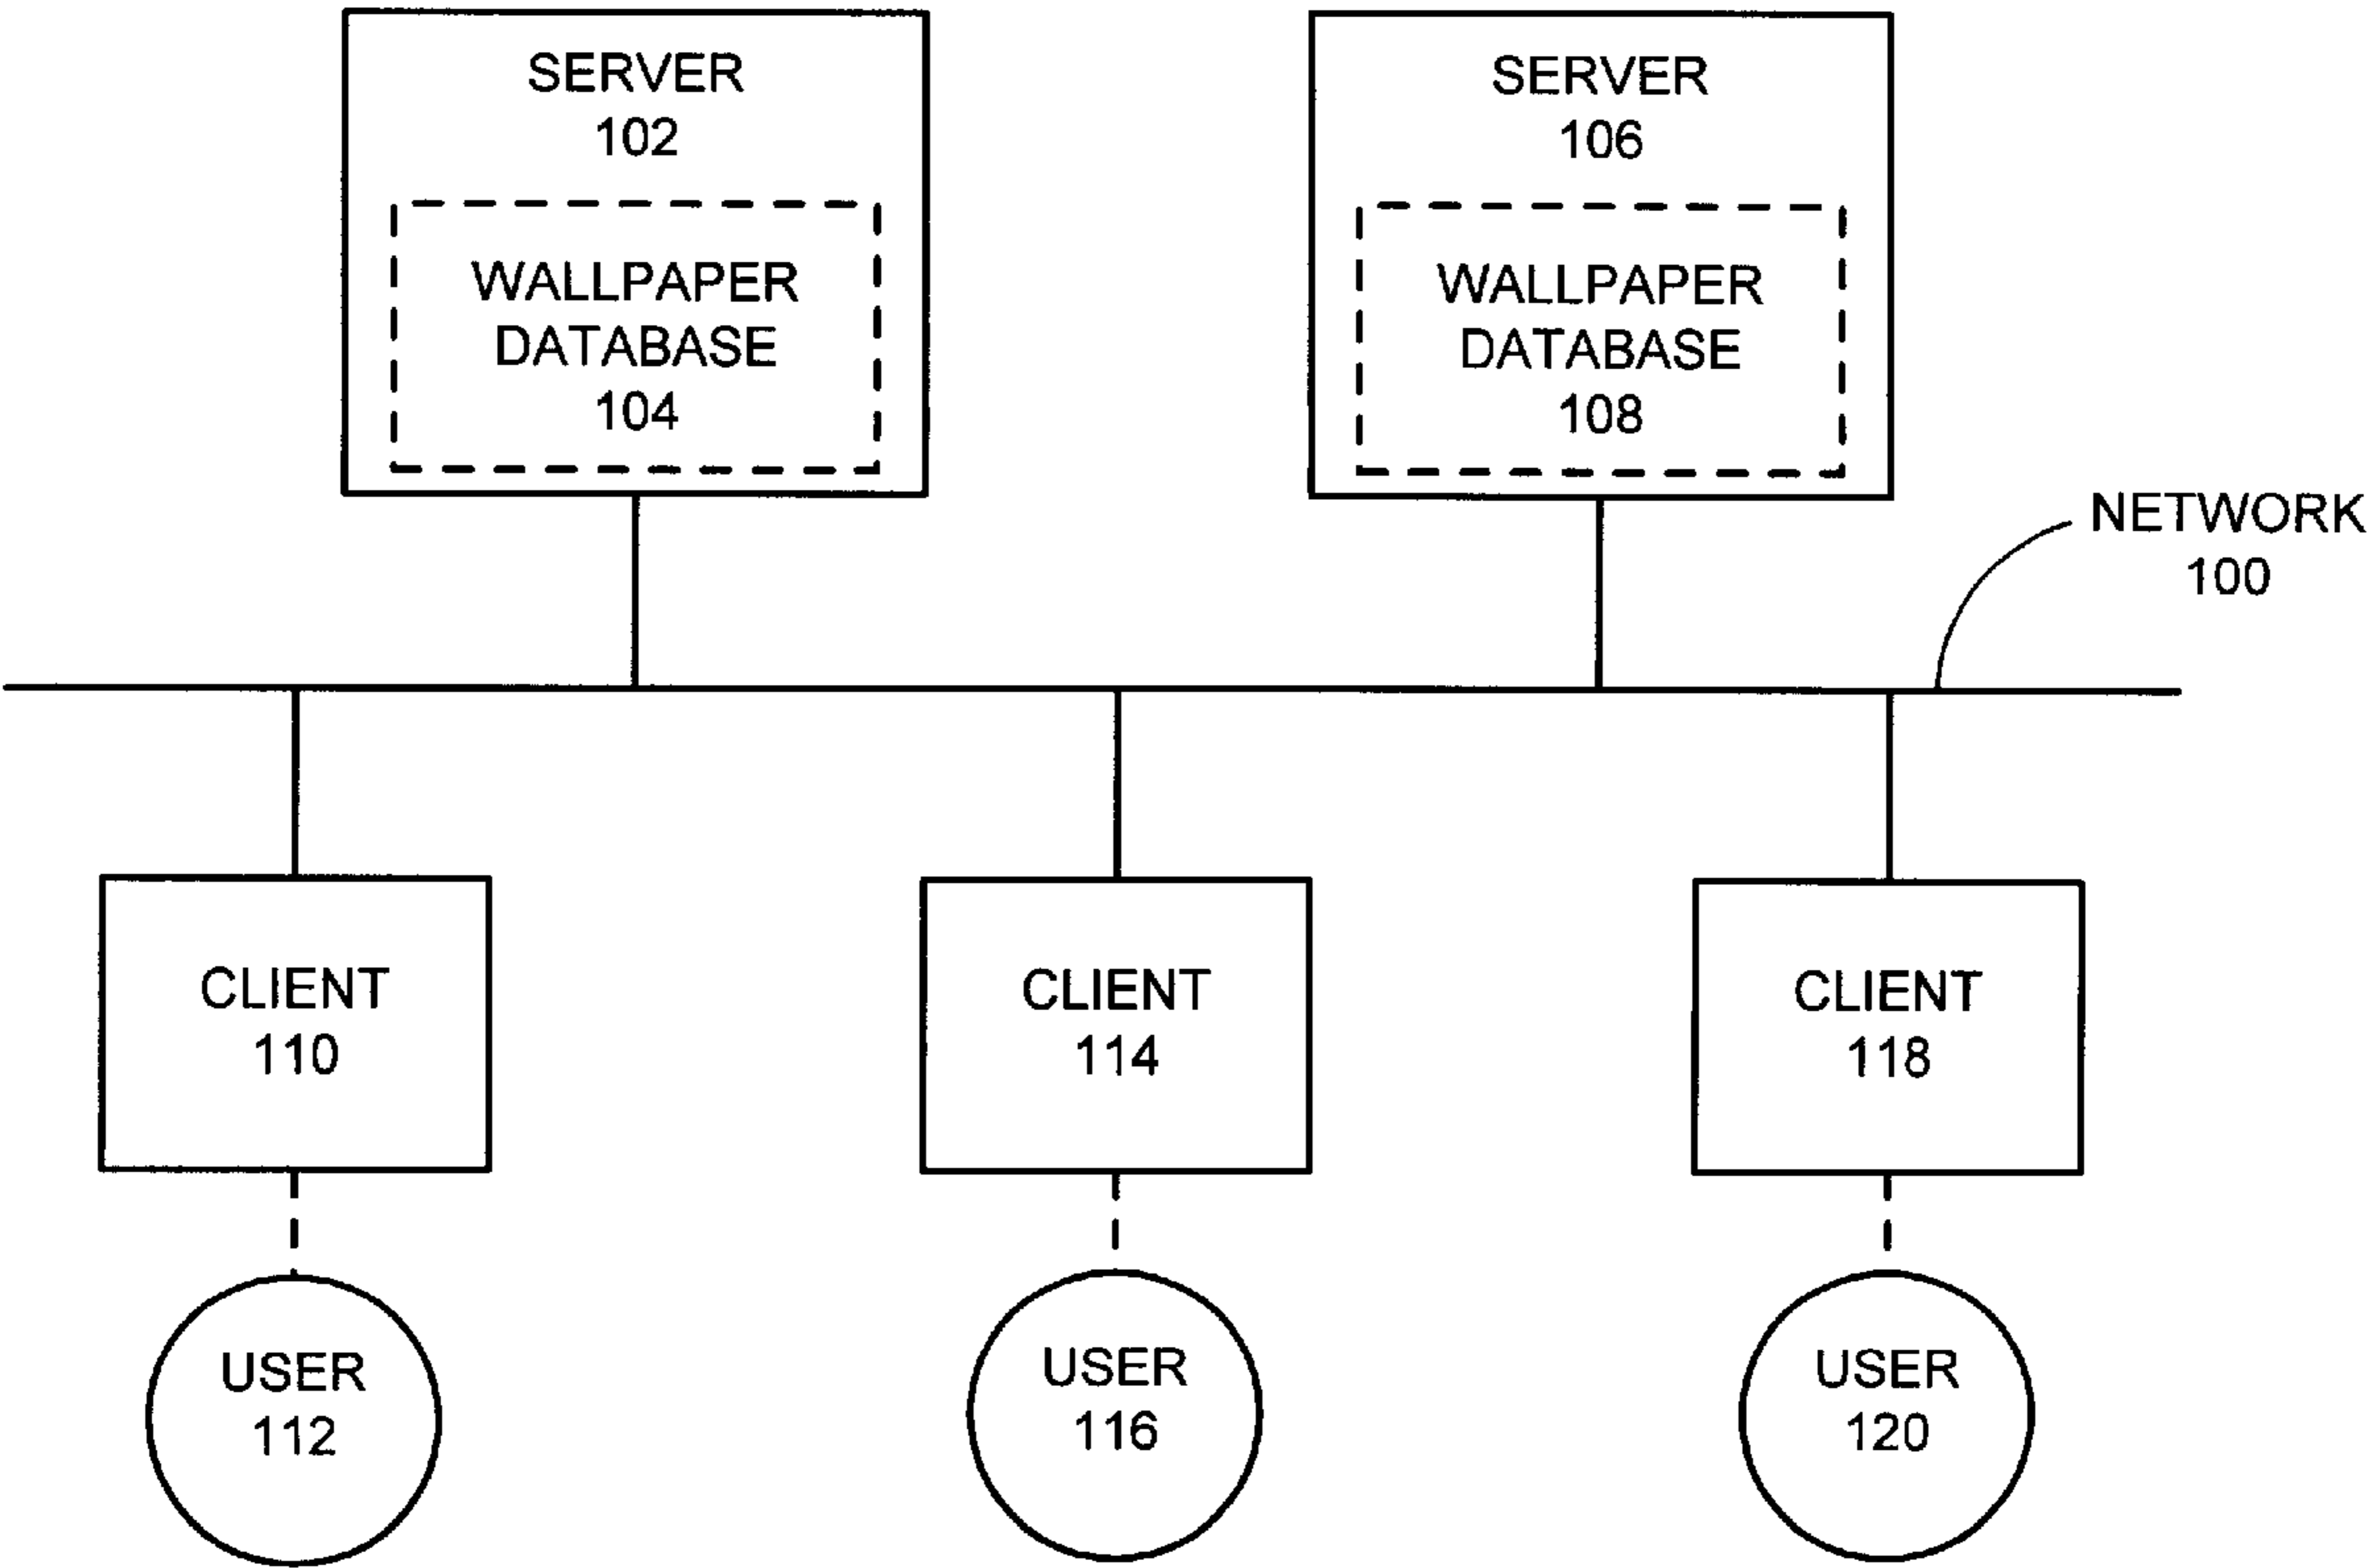 SERVER
102
WALLPAPER
DATABASE
104
SERVER
106
WALLPAPER
DATABASE
108
NETWORK
100
CLIENT
110
CLIENT
114
CLIENT
118
USER
112
USER
116
USER
120